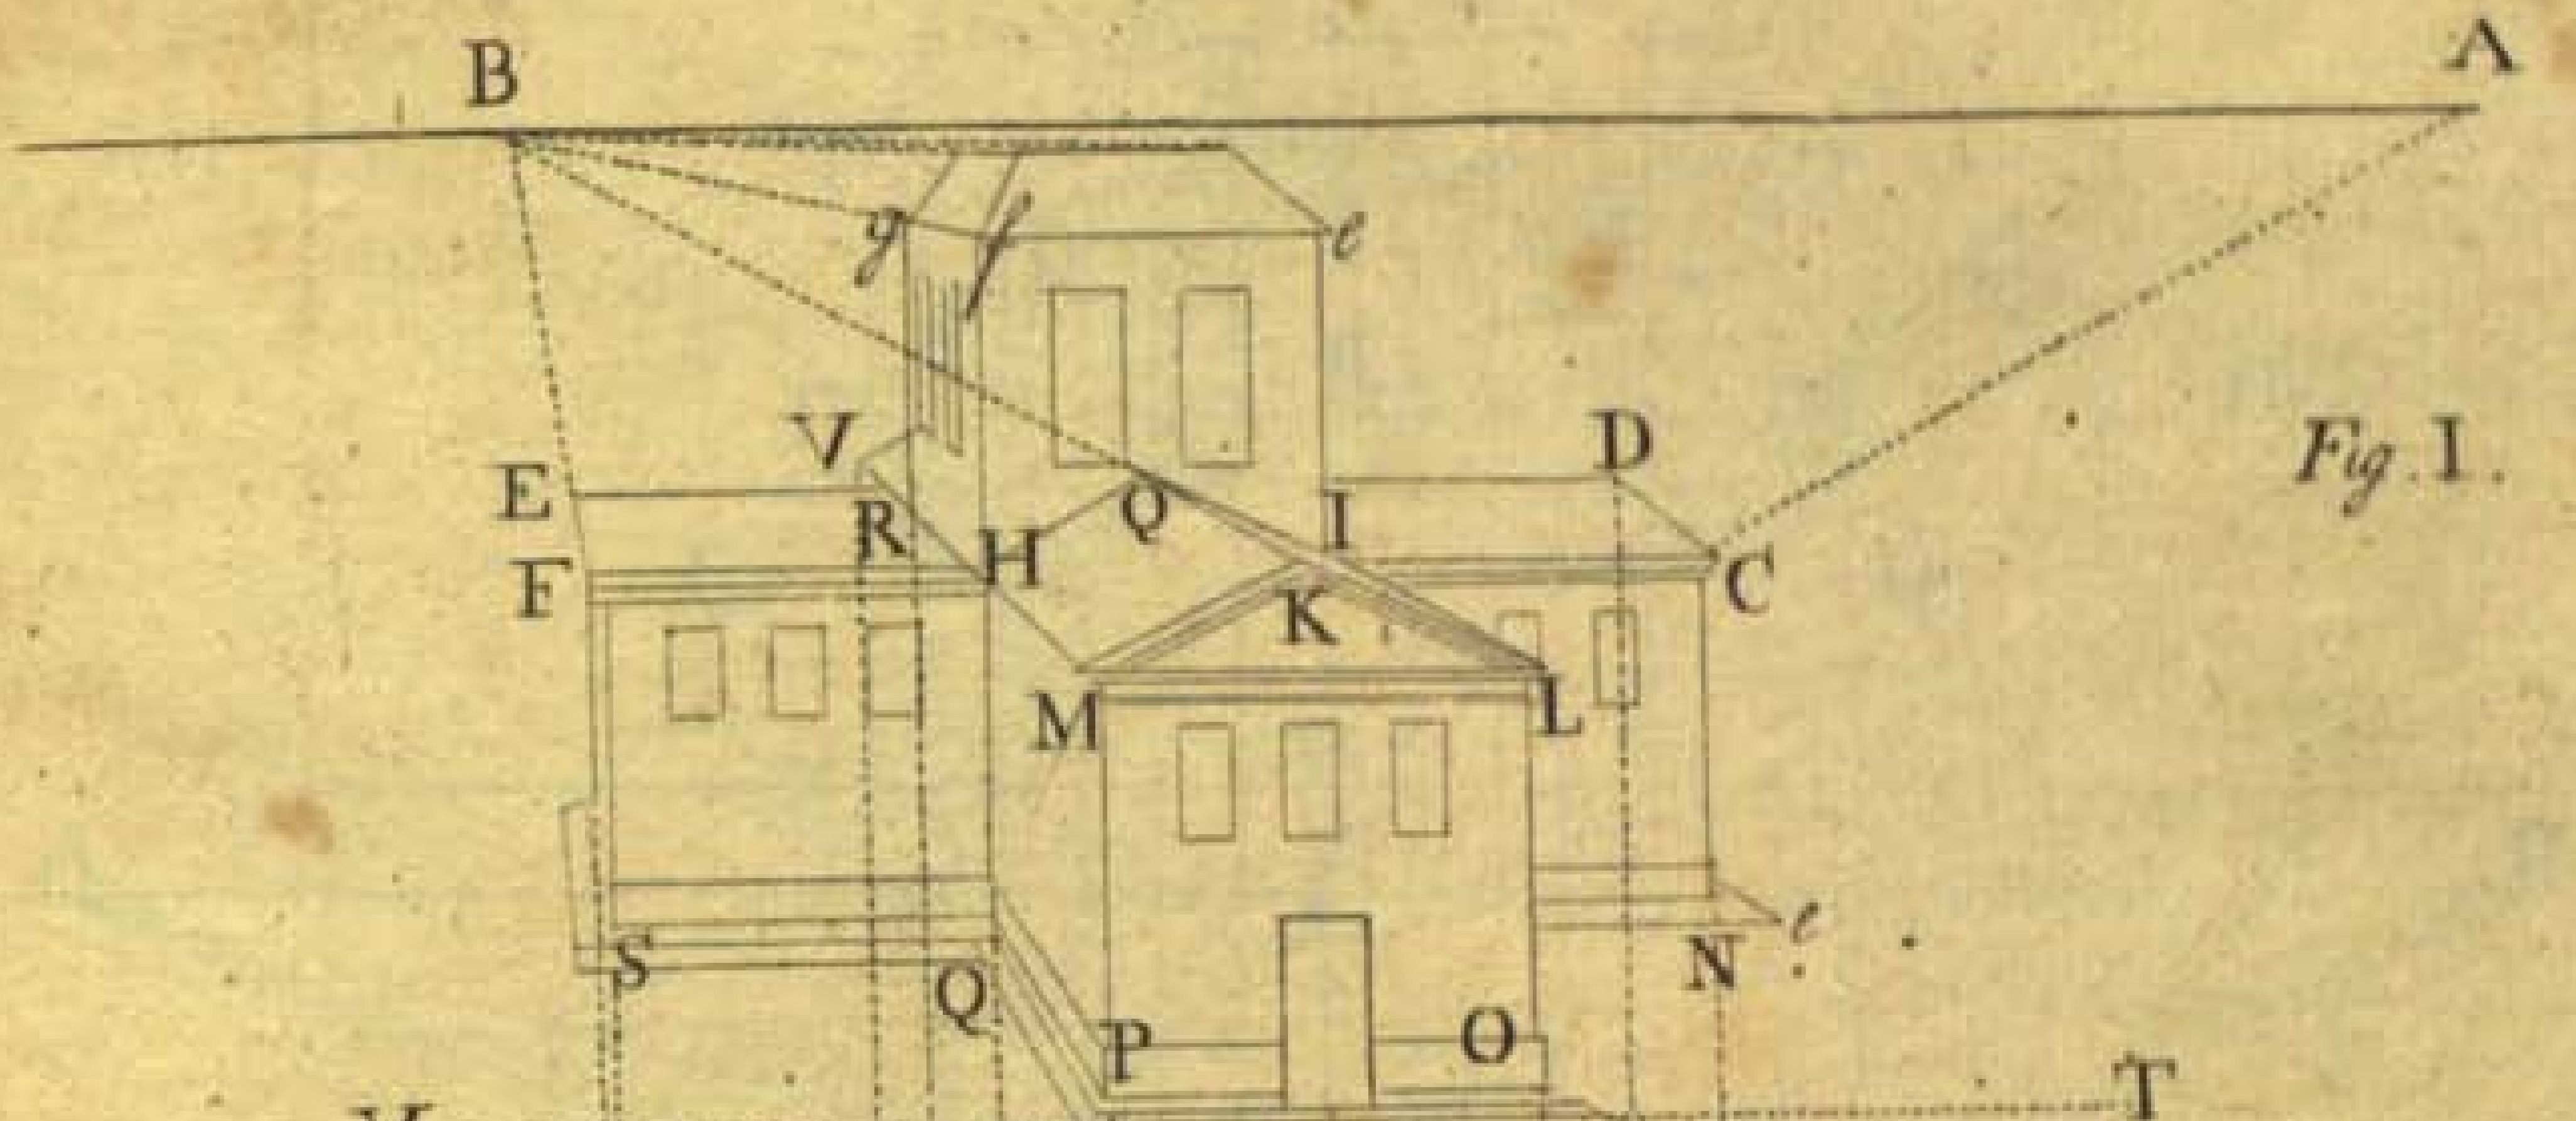 B A
g f e
V D
E R Q I Fig. I.
F H C
K
M L
S Q N e
P O
T